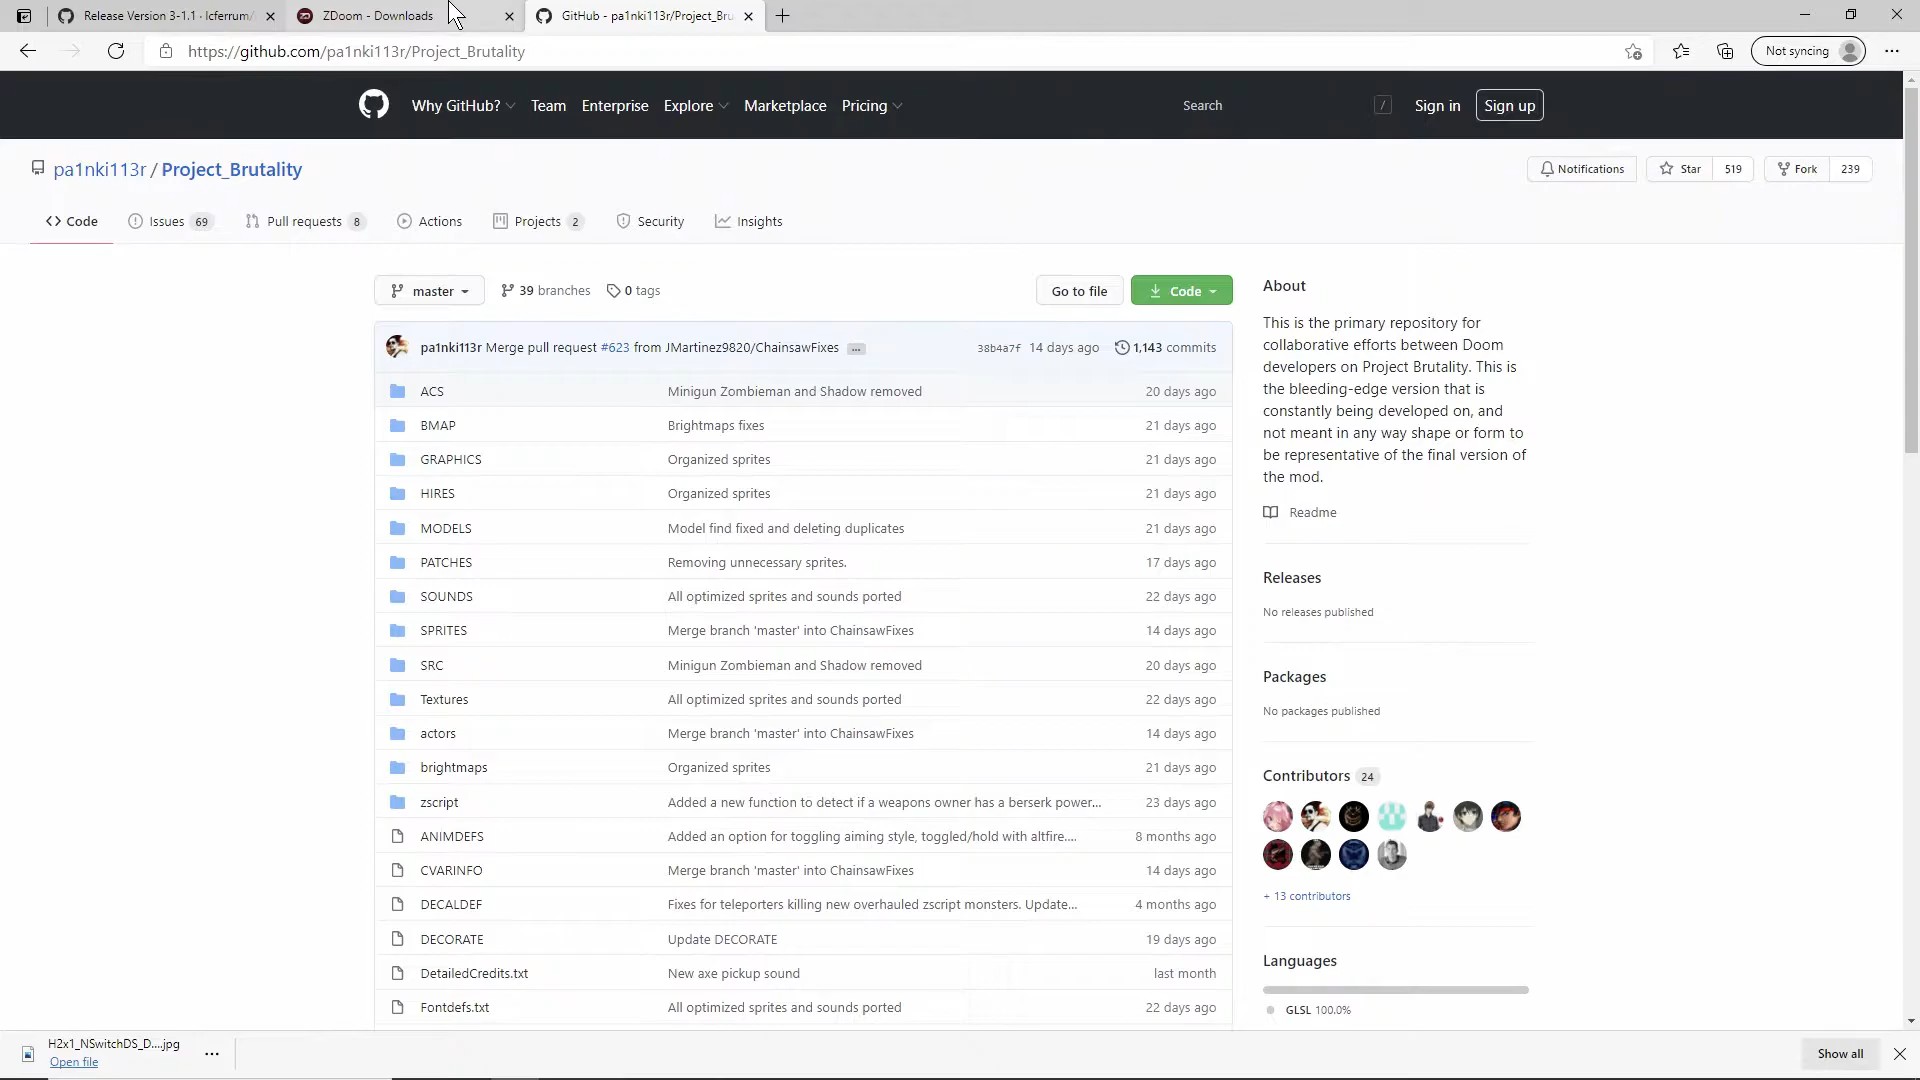 Release Version 3-1.1 · lcferrum/
ZDoom - Downloads
GitHub - pa1nki113r/Project_Bru
https://github.com/pa1nki113r/Project_Brutality
Not syncing
Why GitHub?
Team
Enterprise
Explore
Marketplace
Pricing
Search
/
Sign in
Sign up
pa1nki113r / Project_Brutality
Notifications
Star 519
Fork 239
Code
Issues 69
Pull requests 8
Actions
Projects 2
Security
Insights
master
39 branches
0 tags
Go to file
Code
pa1nki113r Merge pull request #623 from JMartinez9820/ChainsawFixes ... 38b4a7f 14 days ago 1,143 commits
ACS Minigun Zombieman and Shadow removed 20 days ago
BMAP Brightmaps fixes 21 days ago
GRAPHICS Organized sprites 21 days ago
HIRES Organized sprites 21 days ago
MODELS Model find fixed and deleting duplicates 21 days ago
PATCHES Removing unnecessary sprites. 17 days ago
SOUNDS All optimized sprites and sounds ported 22 days ago
SPRITES Merge branch 'master' into ChainsawFixes 14 days ago
SRC Minigun Zombieman and Shadow removed 20 days ago
Textures All optimized sprites and sounds ported 22 days ago
actors Merge branch 'master' into ChainsawFixes 14 days ago
brightmaps Organized sprites 21 days ago
zscript Added a new function to detect if a weapons owner has a berserk power... 23 days ago
ANIMDEFS Added an option for toggling aiming style, toggled/hold with altfire.... 8 months ago
CVARINFO Merge branch 'master' into ChainsawFixes 14 days ago
DECALDEF Fixes for teleporters killing new overhauled zscript monsters. Update... 4 months ago
DECORATE Update DECORATE 19 days ago
DetailedCredits.txt New axe pickup sound last month
Fontdefs.txt All optimized sprites and sounds ported 22 days ago
About
This is the primary repository for
collaborative efforts between Doom
developers on Project Brutality. This is
the bleeding-edge version that is
constantly being developed on, and
not meant in any way shape or form to
be representative of the final version of
the mod.
Readme
Releases
No releases published
Packages
No packages published
Contributors 24
+ 13 contributors
Languages
GLSL 100.0%
H2x1_NSwitchDS_D....jpg
Open file
Show all